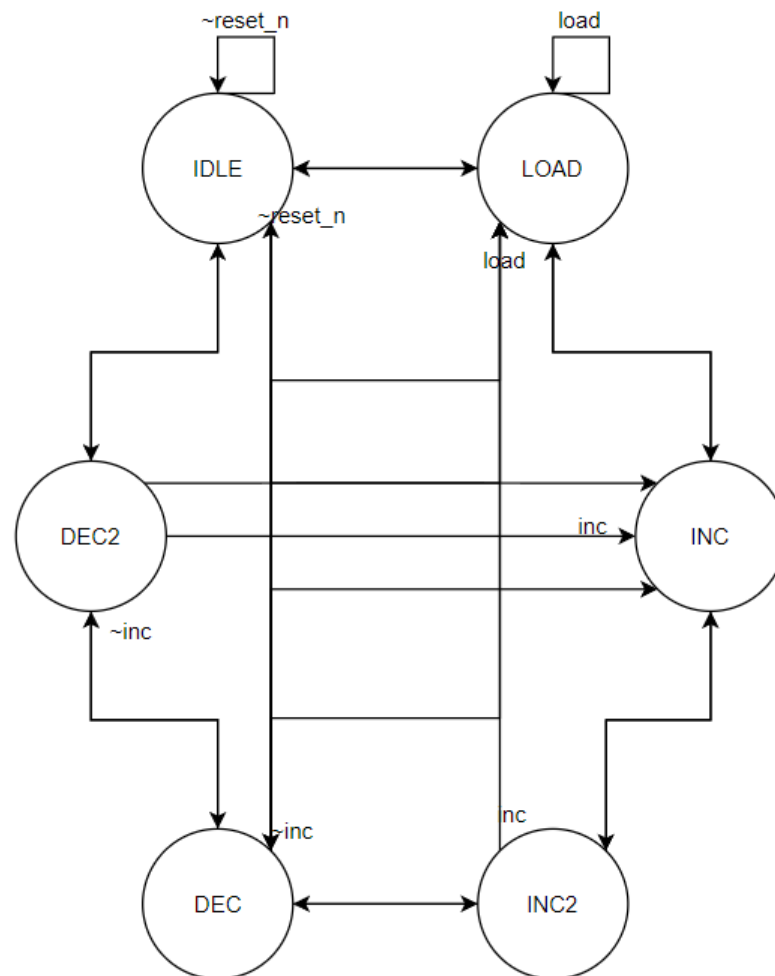 ~reset_n
load
IDLE
LOAD
~reset_n
load
DEC2
inc
INC
~inc
inc
~inc
DEC
INC2